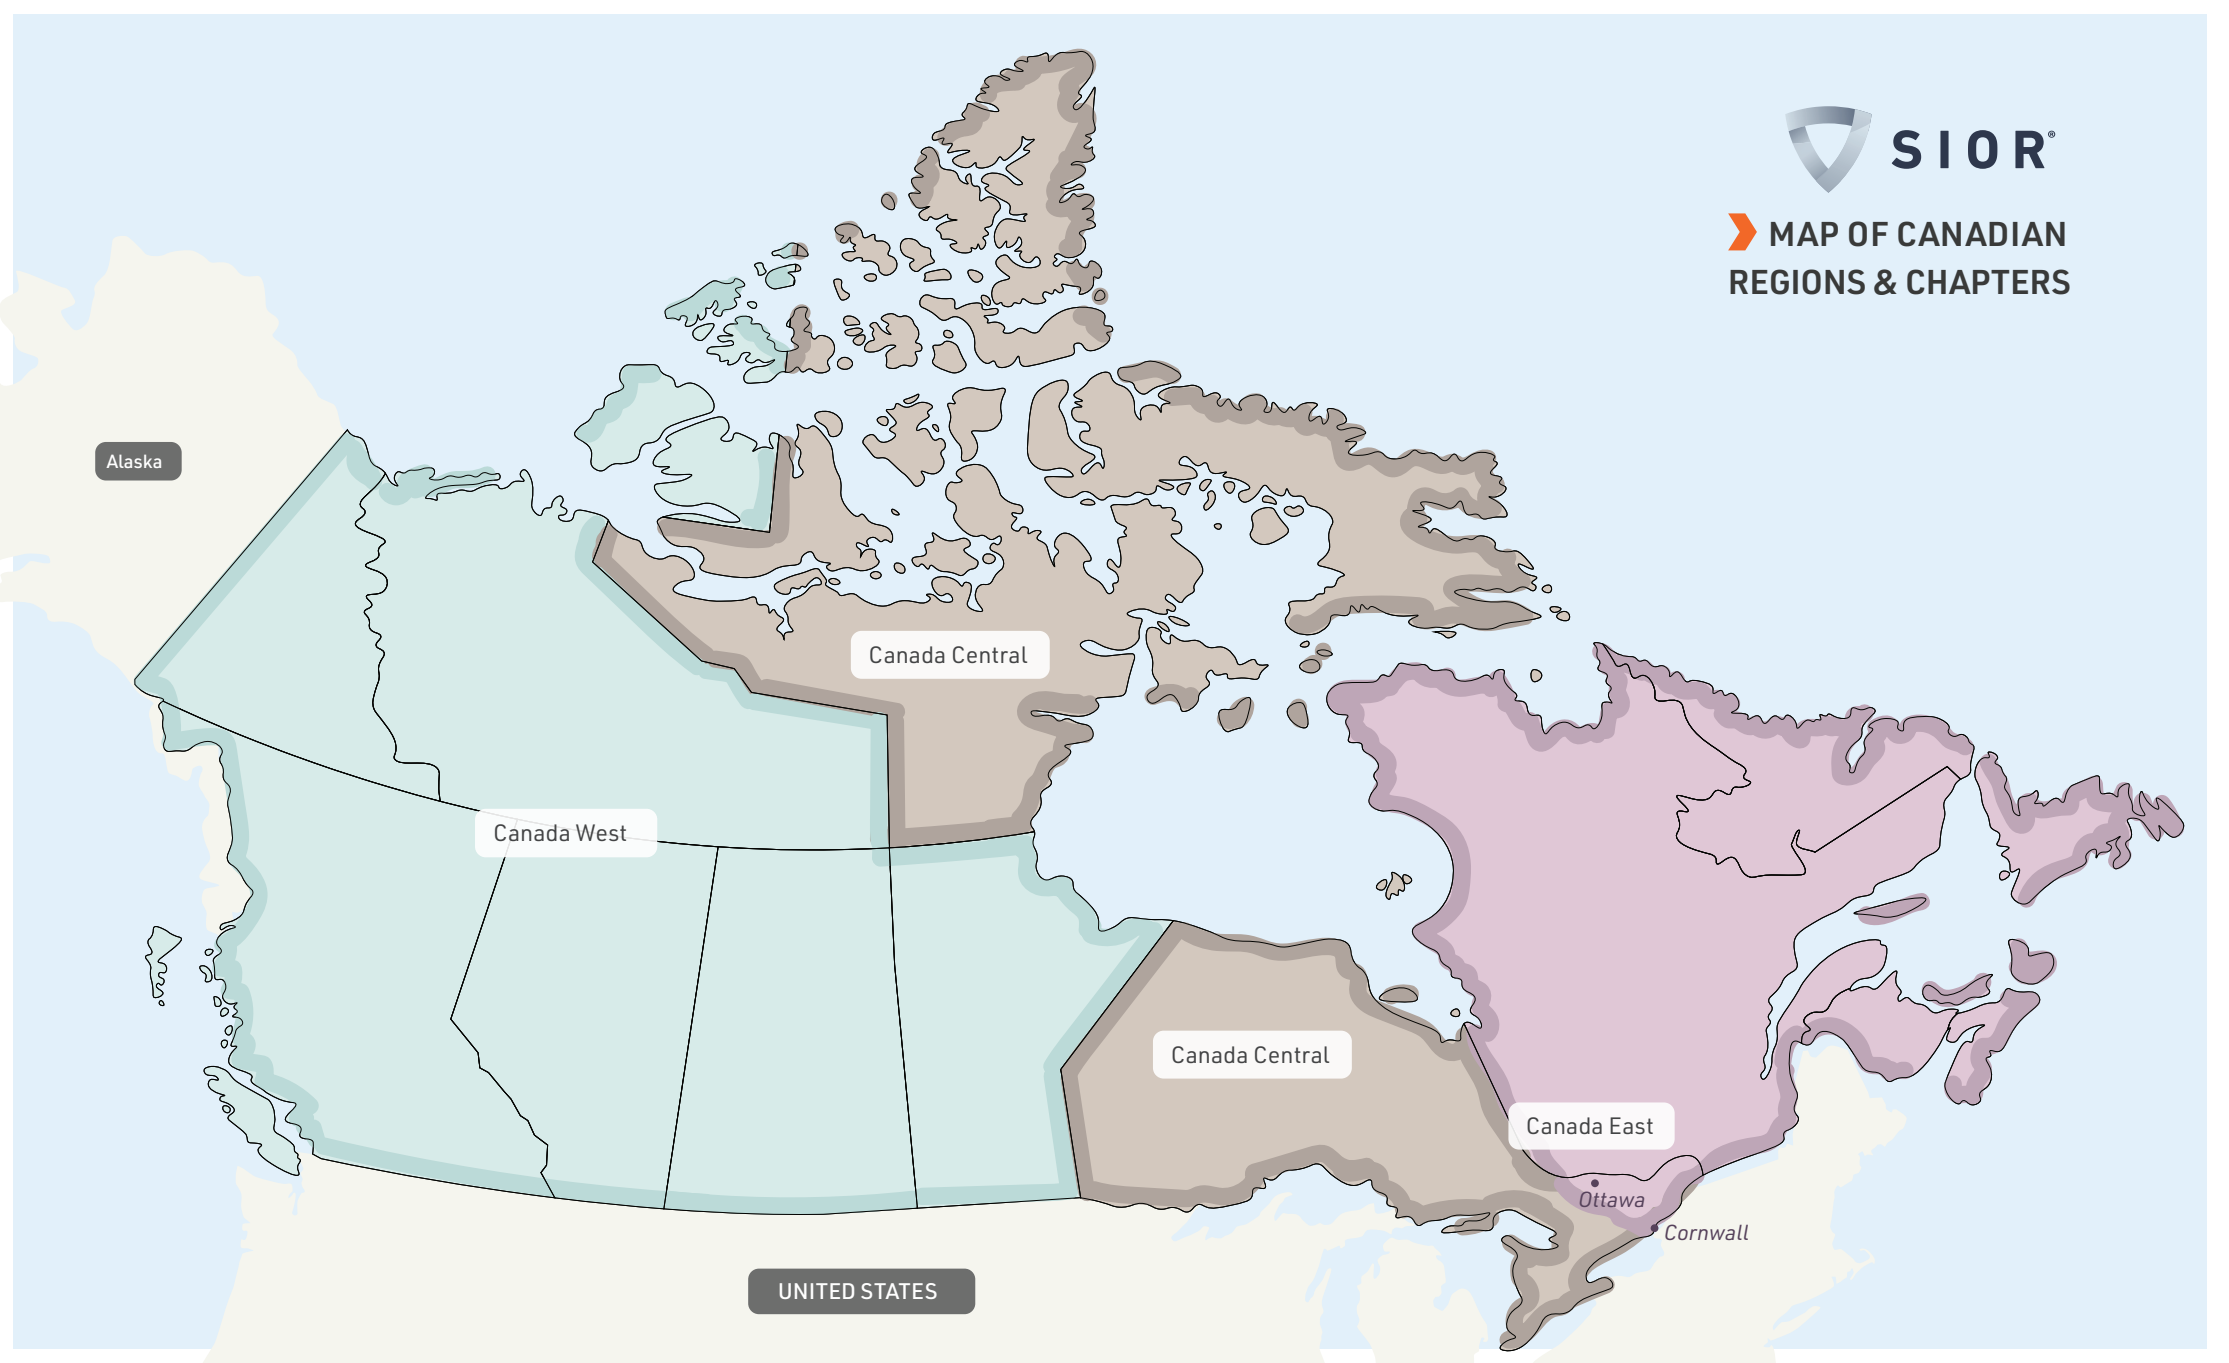 SIOR®
MAP OF CANADIAN
REGIONS & CHAPTERS
Alaska
Canada Central
Canada West
Canada Central
Canada East
Ottawa
Cornwall
UNITED STATES